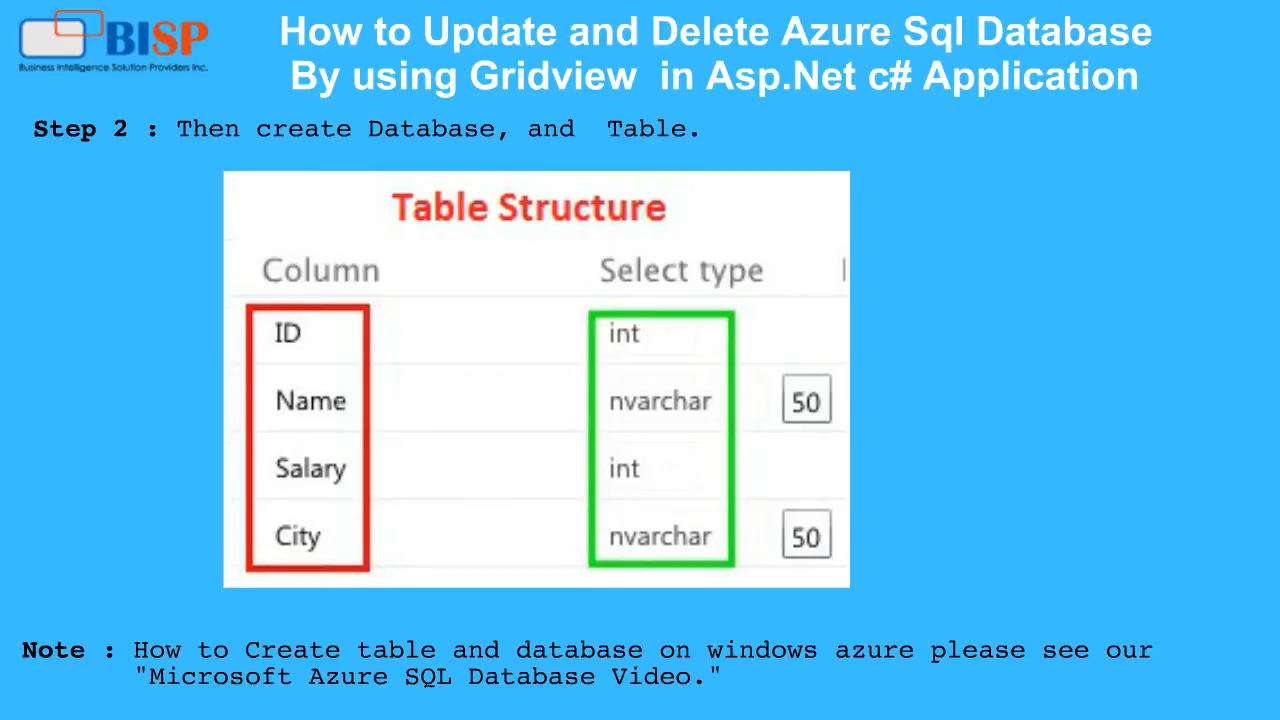 BISP
Business Intelligence Solution Providers Inc.
How to Update and Delete Azure Sql Database
By using Gridview in Asp.Net c# Application
Step 2 : Then create Database, and Table.
Table Structure
Column Select type
ID int
Name nvarchar 50
Salary int
City nvarchar 50
Note : How to Create table and database on windows azure please see our
"Microsoft Azure SQL Database Video."